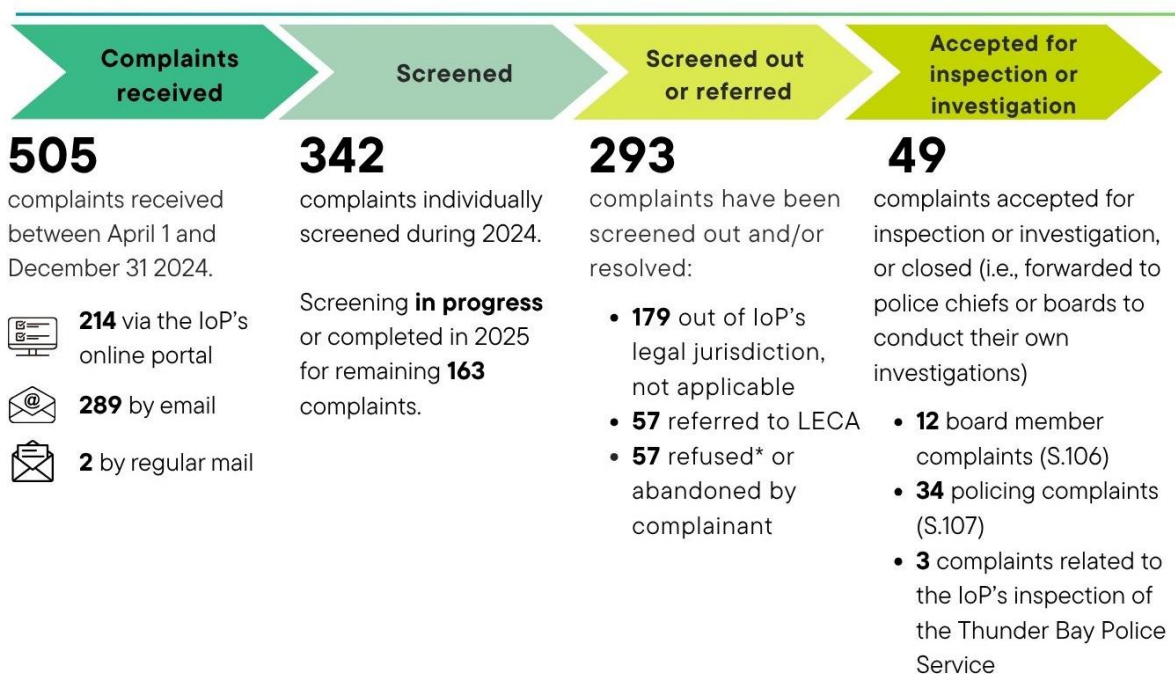 Complaints
received
Screened
Screened out
or referred
Accepted for
inspection or
investigation
505
complaints received
between April 1 and
December 31 2024.
214 via the IoP's
online portal
289 by email
2 by regular mail
342
complaints individually
screened during 2024.
Screening in progress
or completed in 2025
for remaining 163
complaints.
293
complaints have been
screened out and/or
resolved:
• 179 out of IoP's
legal jurisdiction,
not applicable
• 57 referred to LECA
• 57 refused* or
abandoned by
complainant
49
complaints accepted for
inspection or investigation,
or closed (i.e., forwarded to
police chiefs or boards to
conduct their own
investigations)
• 12 board member
complaints (S.106)
• 34 policing complaints
(S.107)
• 3 complaints related to
the IoP's inspection of
the Thunder Bay Police
Service